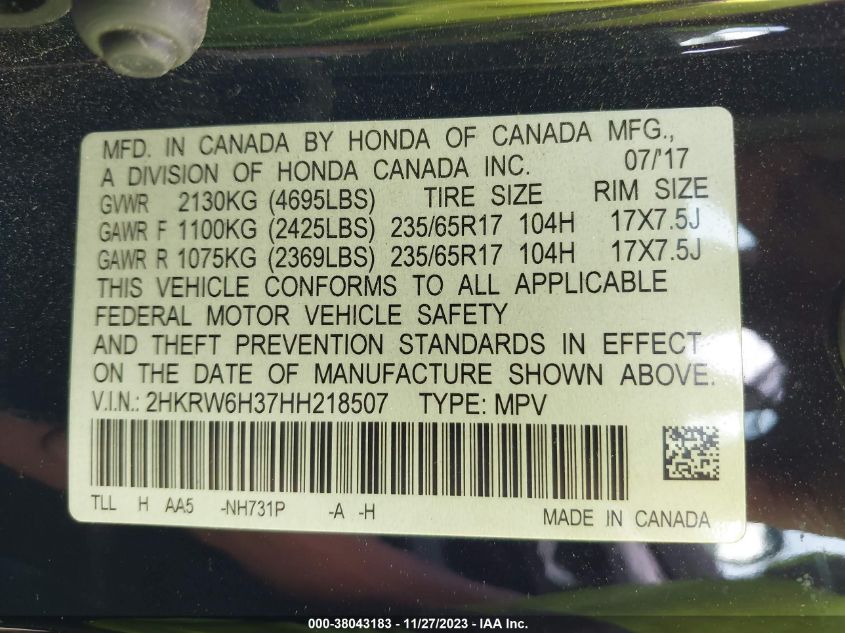 MFD. IN CANADA BY HONDA OF CANADA MFG.,
A DIVISION OF HONDA CANADA INC. 07/'17
GVWR 2130KG (4695LBS) TIRE SIZE RIM SIZE
GAWR F 1100KG (2425LBS) 235/65R17 104H 17X7.5J
GAWR R 1075KG (2369LBS) 235/65R17 104H 17X7.5J
THIS VEHICLE CONFORMS TO ALL APPLICABLE
FEDERAL MOTOR VEHICLE SAFETY
AND THEFT PREVENTION STANDARDS IN EFFECT
ON THE DATE OF MANUFACTURE SHOWN ABOVE.
V.I.N.: 2HKRW6H37HH218507 TYPE: MPV
TLL H AA5 -NH731P -A -H MADE IN CANADA
000-38043183 - 11/27/2023 - IAA Inc.